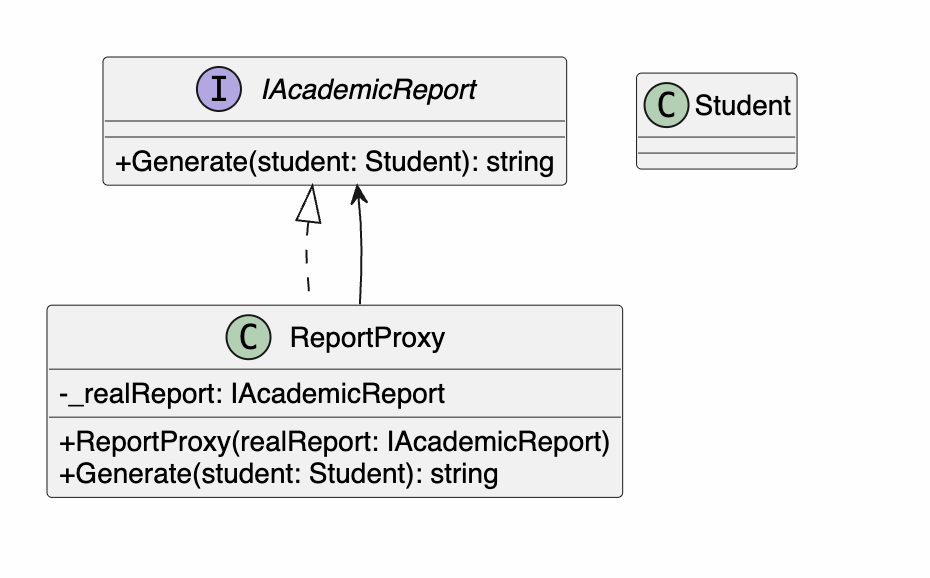 I IAcademicReport
+Generate(student: Student): string
C Student
C ReportProxy
-_realReport: IAcademicReport
+ReportProxy(realReport: IAcademicReport)
+Generate(student: Student): string